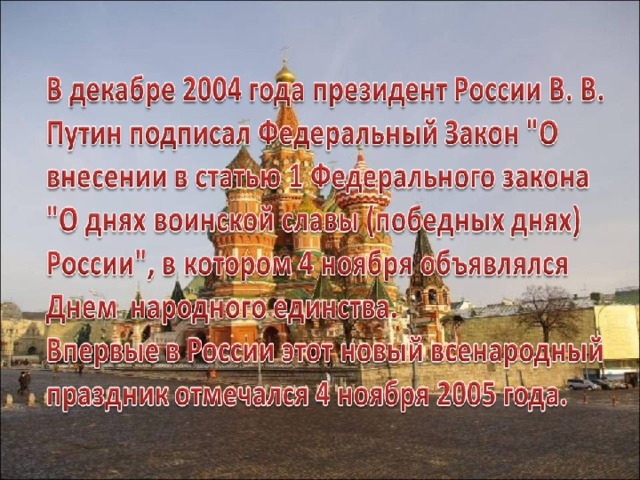 В декабре 2004 года президент России В. В.
Путин подписал Федеральный Закон "О
внесении в статью 1 Федерального закона
"О днях воинской славы (победных днях)
России", в котором 4 ноября объявлялся
Днем  народного единства.
Впервые в России этот новый всенародный
праздник отмечался 4 ноября 2005 года.